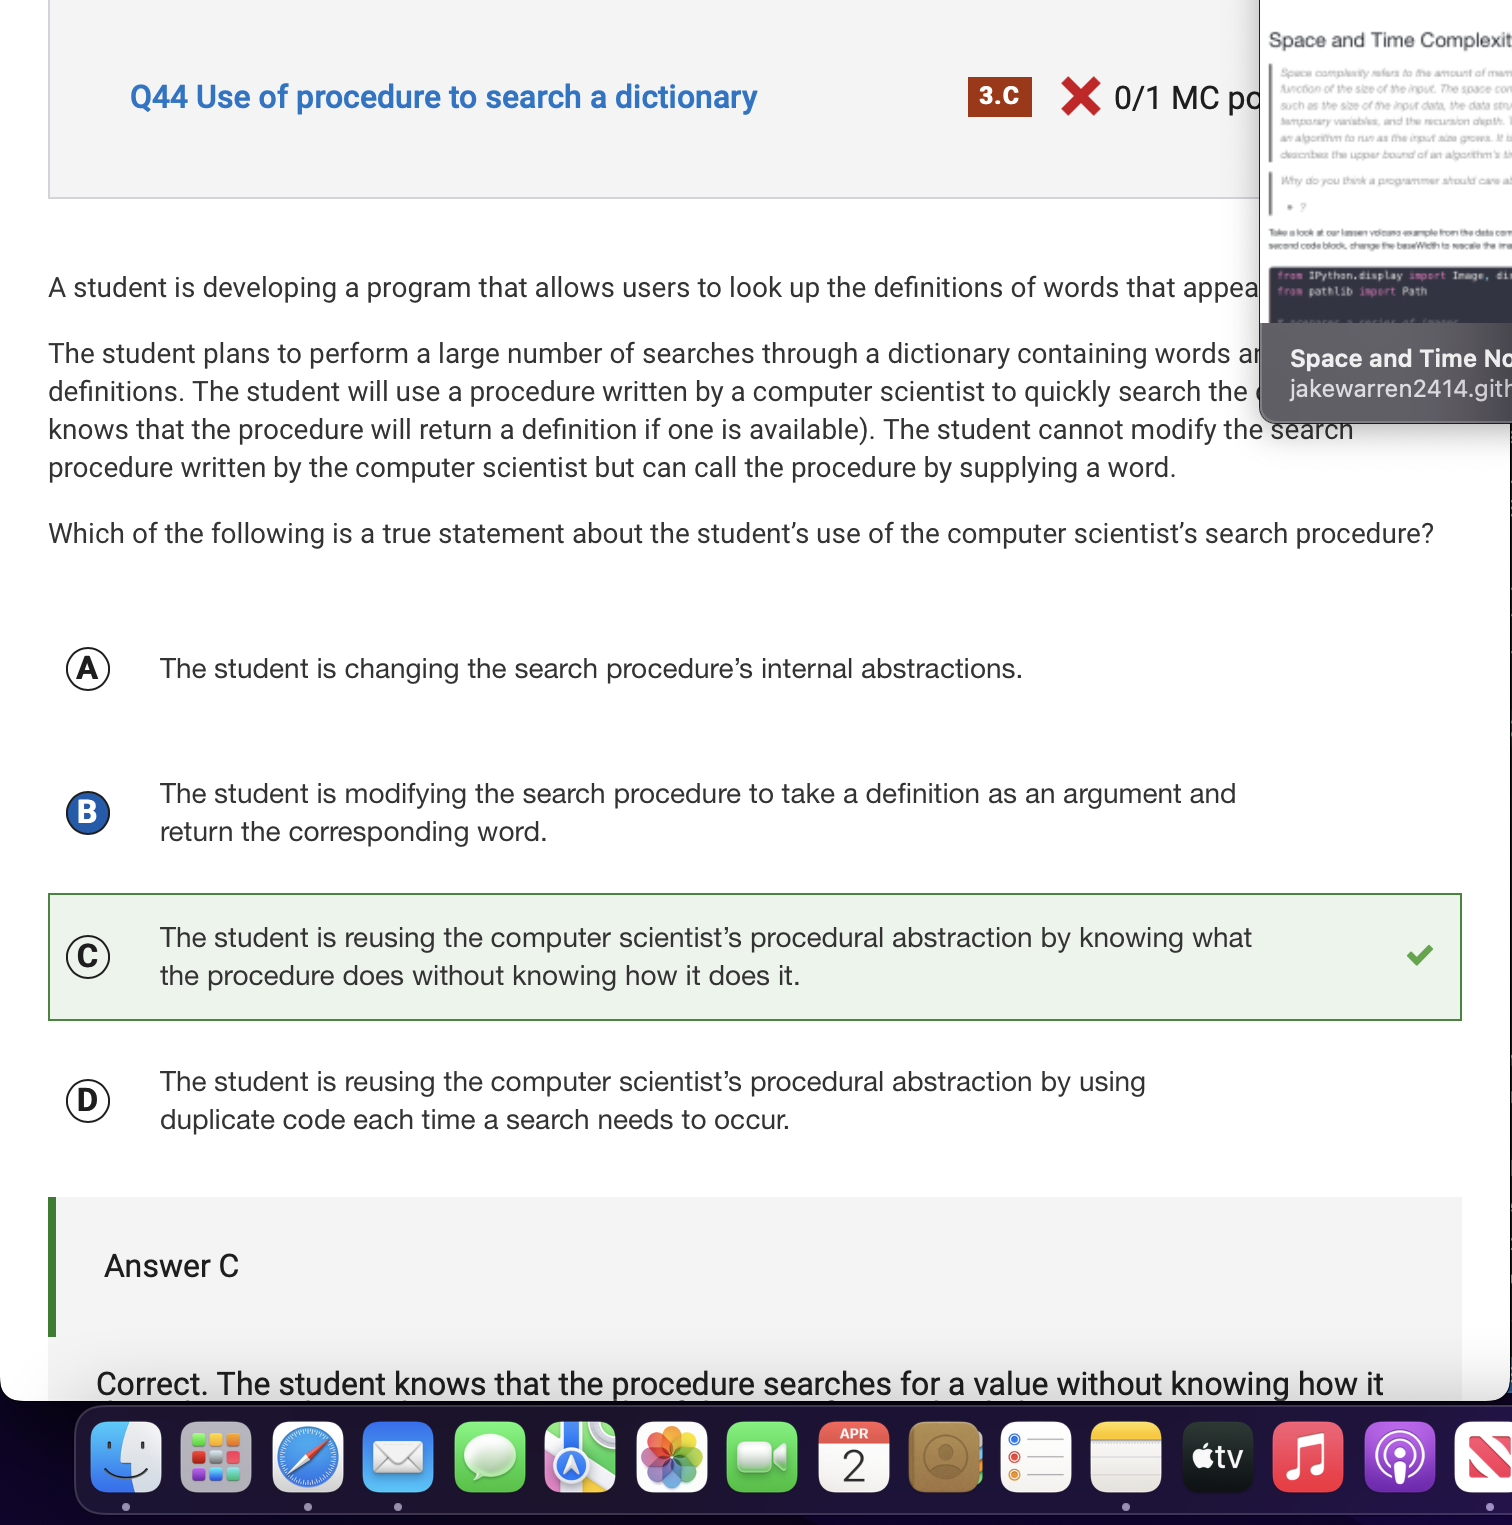 Q44 Use of procedure to search a dictionary
3.C
0/1 MC po
A student is developing a program that allows users to look up the definitions of words that appea
The student plans to perform a large number of searches through a dictionary containing words ar
definitions. The student will use a procedure written by a computer scientist to quickly search the
knows that the procedure will return a definition if one is available). The student cannot modify the search
procedure written by the computer scientist but can call the procedure by supplying a word.
Which of the following is a true statement about the student's use of the computer scientist's search procedure?
A The student is changing the search procedure's internal abstractions.
B The student is modifying the search procedure to take a definition as an argument and
return the corresponding word.
C The student is reusing the computer scientist's procedural abstraction by knowing what
the procedure does without knowing how it does it.
D The student is reusing the computer scientist's procedural abstraction by using
duplicate code each time a search needs to occur.
Answer C
Correct. The student knows that the procedure searches for a value without knowing how it
Space and Time Complexit
Space complexity refers to the amount of mem
function of the size of the input. The space com
such as the size of the input data, the data stru
temporary variables, and the recursion depth.
an algorithm to run as the input size grows. It is
describes the upper bound of an algorithm's ti
Why do you think a programmer should care ab
• ?
Take a look at our lassen volcano example from the data com
second code block, change the baseWidth to rescale the ima
from IPython.display import Image, di
from pathlib import Path
Space and Time No
jakewarren2414.gith
APR
2
tv